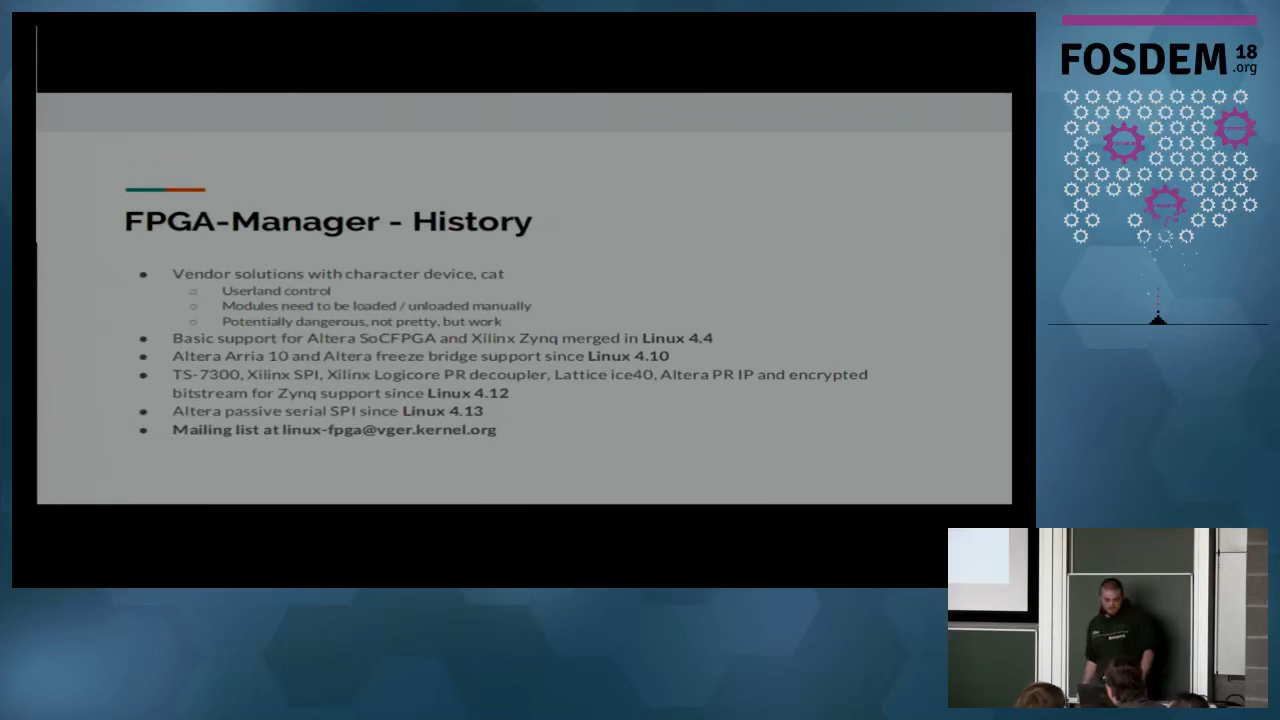 FOSDEM 18
.org
FPGA-Manager - History
● Vendor solutions with character device, cat
○ Userland control
○ Modules need to be loaded / unloaded manually
○ Potentially dangerous, not pretty, but work
● Basic support for Altera SoCFPGA and Xilinx Zynq merged in Linux 4.4
● Altera Arria 10 and Altera freeze bridge support since Linux 4.10
● TS-7300, Xilinx SPI, Xilinx Logicore PR decoupler, Lattice ice40, Altera PR IP and encrypted
bitstream for Zynq support since Linux 4.12
● Altera passive serial SPI since Linux 4.13
● Mailing list at linux-fpga@vger.kernel.org